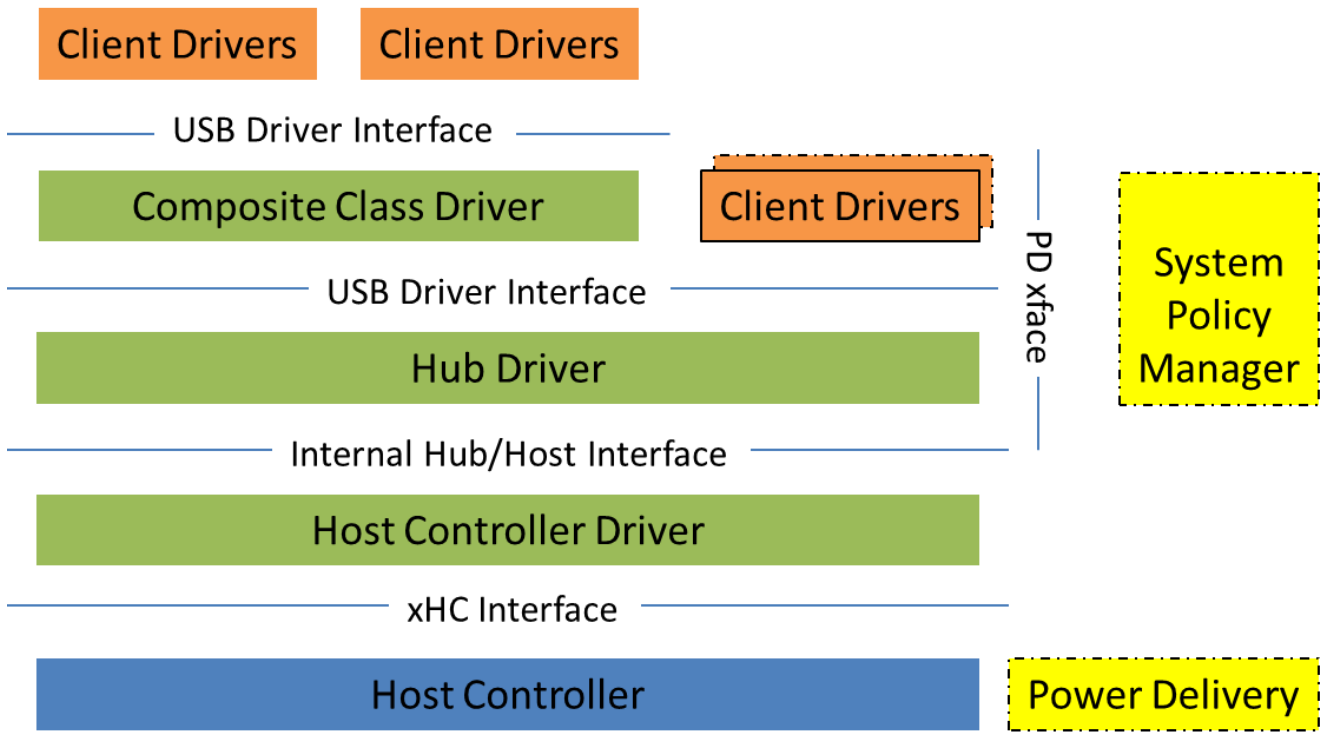 Client Drivers
Client Drivers
USB Driver Interface
Composite Class Driver
Client Drivers
PD xface
System
Policy
Manager
USB Driver Interface
Hub Driver
Internal Hub/Host Interface
Host Controller Driver
xHC Interface
Host Controller
Power Delivery